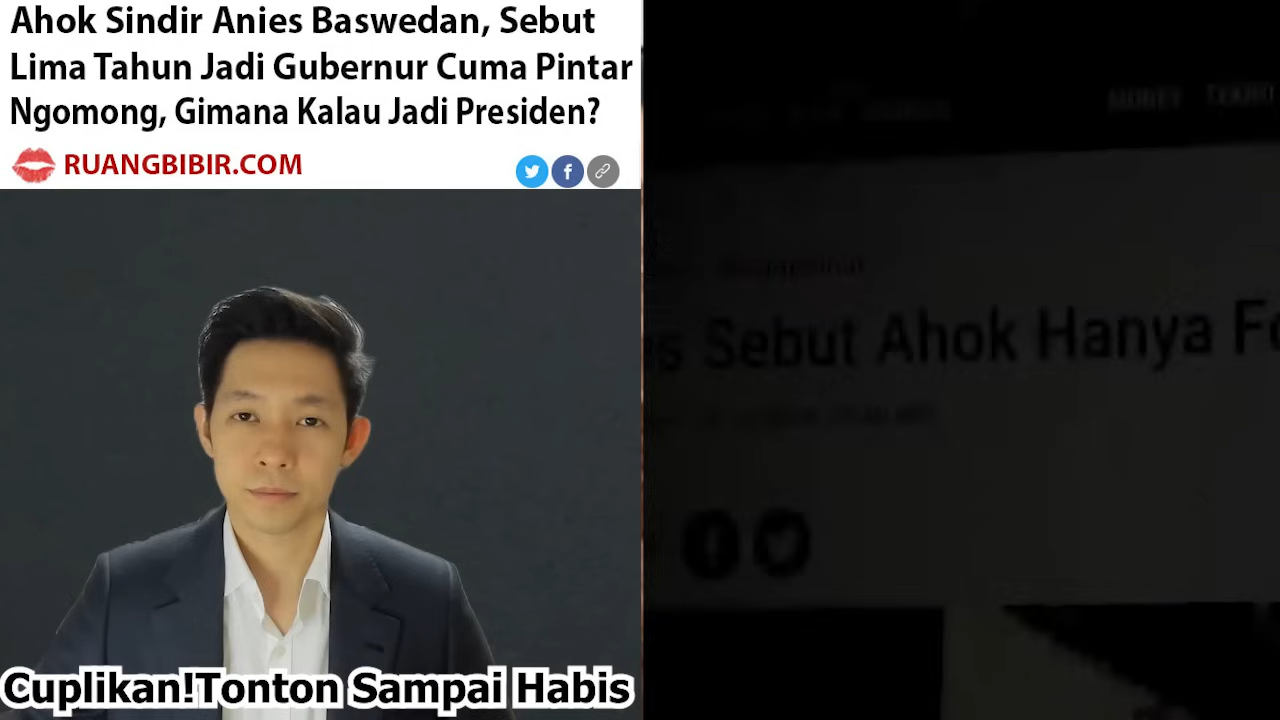 Ahok Sindir Anies Baswedan, Sebut
Lima Tahun Jadi Gubernur Cuma Pintar
Ngomong, Gimana Kalau Jadi Presiden?
RUANGBIBIR.COM
Cuplikan!Tonton Sampai Habis
MONEY
Sebut Ahok Hanya